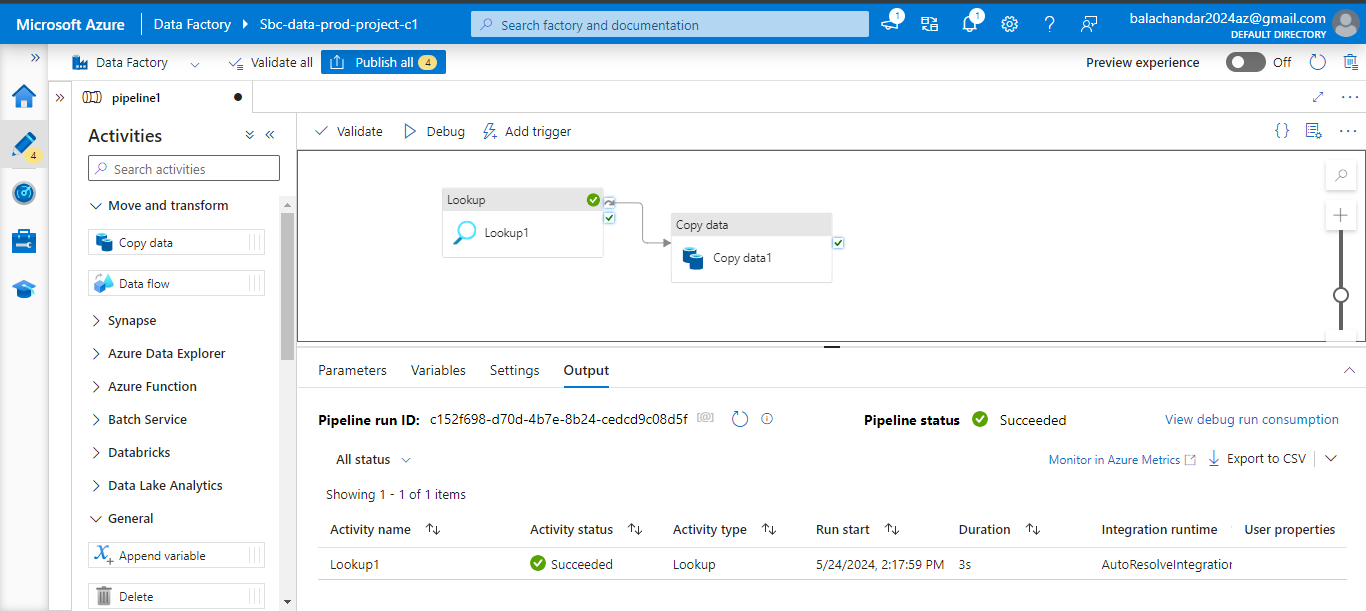 Microsoft Azure
Data Factory
Sbc-data-prod-project-c1
Search factory and documentation
1
1
balachandar2024az@gmail.com
DEFAULT DIRECTORY
Data Factory
Validate all
Publish all 4
Preview experience
Off
pipeline1
4
Activities
Search activities
Move and transform
Copy data
Data flow
Synapse
Azure Data Explorer
Azure Function
Batch Service
Databricks
Data Lake Analytics
General
Append variable
Delete
Validate
Debug
Add trigger
{}
Lookup
Lookup1
Copy data
Copy data1
Parameters
Variables
Settings
Output
Pipeline run ID: c152f698-d70d-4b7e-8b24-cedcd9c08d5f
Pipeline status
Succeeded
View debug run consumption
All status
Monitor in Azure Metrics
Export to CSV
Showing 1 - 1 of 1 items
Activity name
Activity status
Activity type
Run start
Duration
Integration runtime
User properties
Lookup1
Succeeded
Lookup
5/24/2024, 2:17:59 PM
3s
AutoResolveIntegration